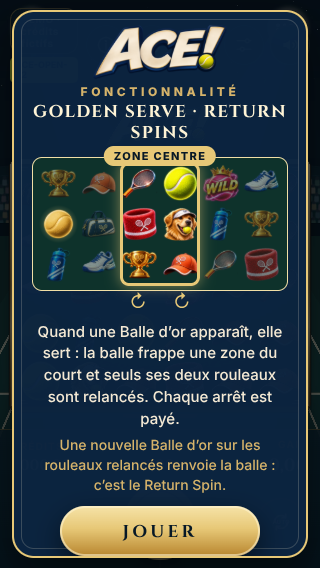 ACE!
FONCTIONNALITÉ
GOLDEN SERVE · RETURN
SPINS
ZONE CENTRE
WILD
Quand une Balle d’or apparaît, elle
sert : la balle frappe une zone du
court et seuls ses deux rouleaux
sont relancés. Chaque arrêt est
payé.
Une nouvelle Balle d’or sur les
rouleaux relancés renvoie la balle :
c’est le Return Spin.
JOUER